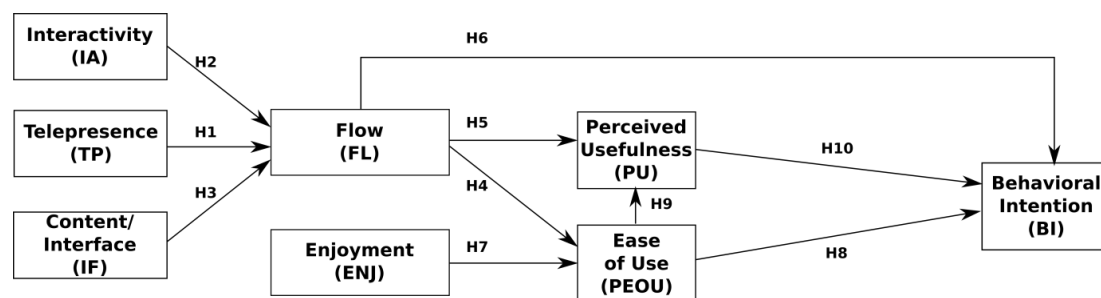 Interactivity
(IA)
H2
H6
Telepresence
(TP)
H1
Flow
(FL)
H5
Perceived
Usefulness
(PU)
H10
H3
H4
H9
Behavioral
Intention
(BI)
Content/
Interface
(IF)
Enjoyment
(ENJ)
H7
Ease
of Use
(PEOU)
H8